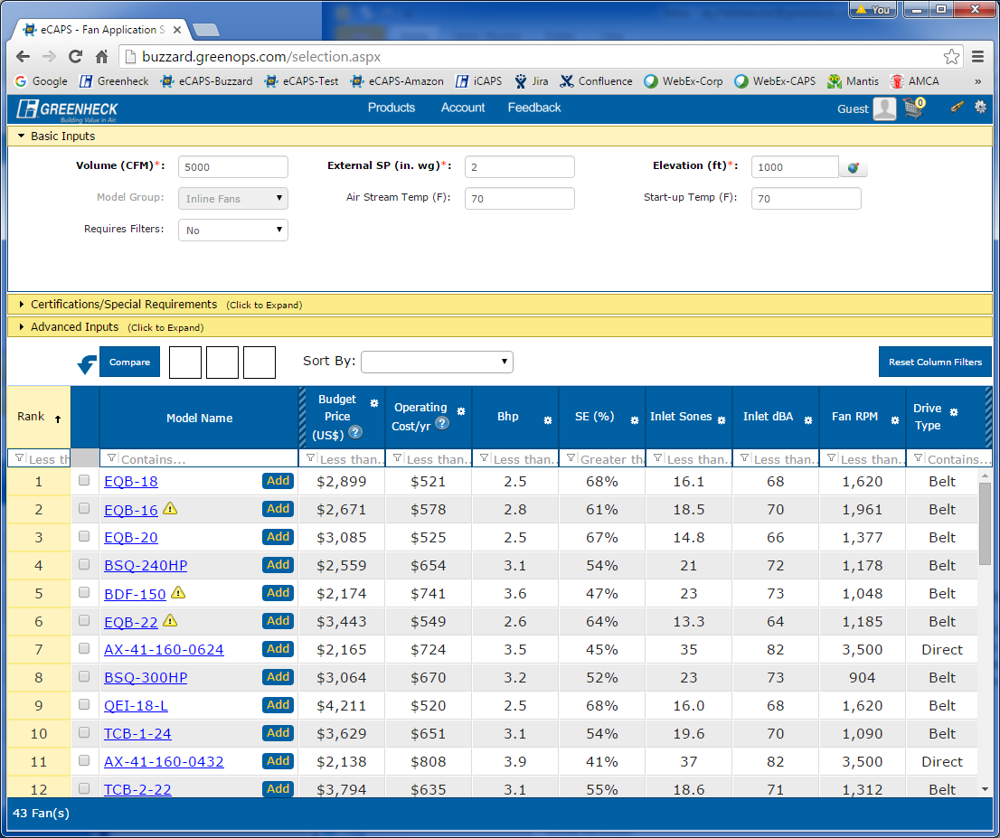 You
eCAPS - Fan Application S
buzzard.greenops.com/selection.aspx
Google Greenheck eCAPS-Buzzard eCAPS-Test eCAPS-Amazon iCAPS Jira Confluence WebEx-Corp WebEx-CAPS Mantis AMCA »
GREENHECK
Building Value in Air.
Products Account Feedback
Guest 0
Basic Inputs
Volume (CFM)*: 5000 External SP (in. wg)*: 2 Elevation (ft)*: 1000
Model Group: Inline Fans Air Stream Temp (F): 70 Start-up Temp (F): 70
Requires Filters: No
Certifications/Special Requirements (Click to Expand)
Advanced Inputs (Click to Expand)
Compare Sort By: Reset Column Filters
Rank Model Name Budget Price (US$) ? Operating Cost/yr ? Bhp SE (%) Inlet Sones Inlet dBA Fan RPM Drive Type
Less th Contains... Less than.. Less than.. Less than.. Greater tha Less than.. Less than.. Less than.. Contains...
1 EQB-18 Add $2,899 $521 2.5 68% 16.1 68 1,620 Belt
2 EQB-16 Add $2,671 $578 2.8 61% 18.5 70 1,961 Belt
3 EQB-20 Add $3,085 $525 2.5 67% 14.8 66 1,377 Belt
4 BSQ-240HP Add $2,559 $654 3.1 54% 21 72 1,178 Belt
5 BDF-150 Add $2,174 $741 3.6 47% 23 73 1,048 Belt
6 EQB-22 Add $3,443 $549 2.6 64% 13.3 64 1,185 Belt
7 AX-41-160-0624 Add $2,165 $724 3.5 45% 35 82 3,500 Direct
8 BSQ-300HP Add $3,064 $670 3.2 52% 23 73 904 Belt
9 QEI-18-L Add $4,211 $520 2.5 68% 16.0 68 1,620 Belt
10 TCB-1-24 Add $3,629 $651 3.1 54% 19.6 70 1,090 Belt
11 AX-41-160-0432 Add $2,138 $808 3.9 41% 37 82 3,500 Direct
12 TCB-2-22 Add $3,794 $635 3.1 55% 18.6 71 1,312 Belt
43 Fan(s)